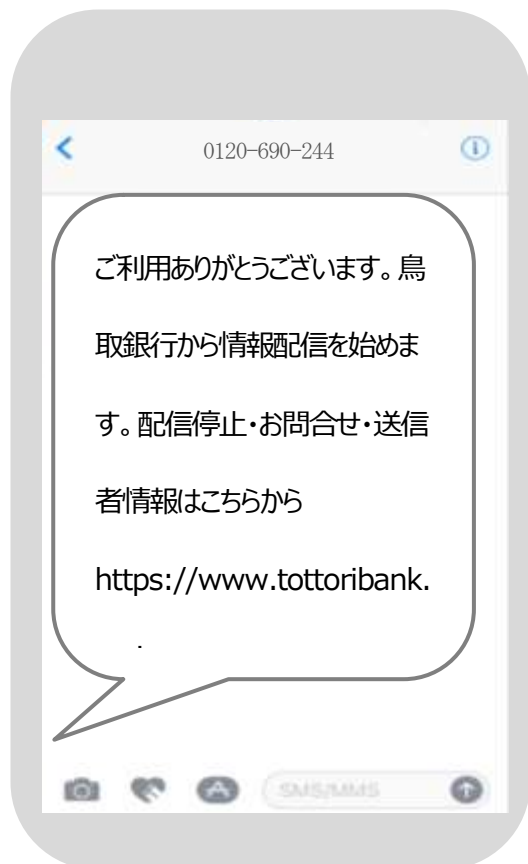 0120-690-244
ご利用ありがとうございます。鳥
取銀行から情報配信を始めま
す。配信停止・お問合せ・送信
者情報はこちらから
https://www.tottoribank.
.
SMS/MMS